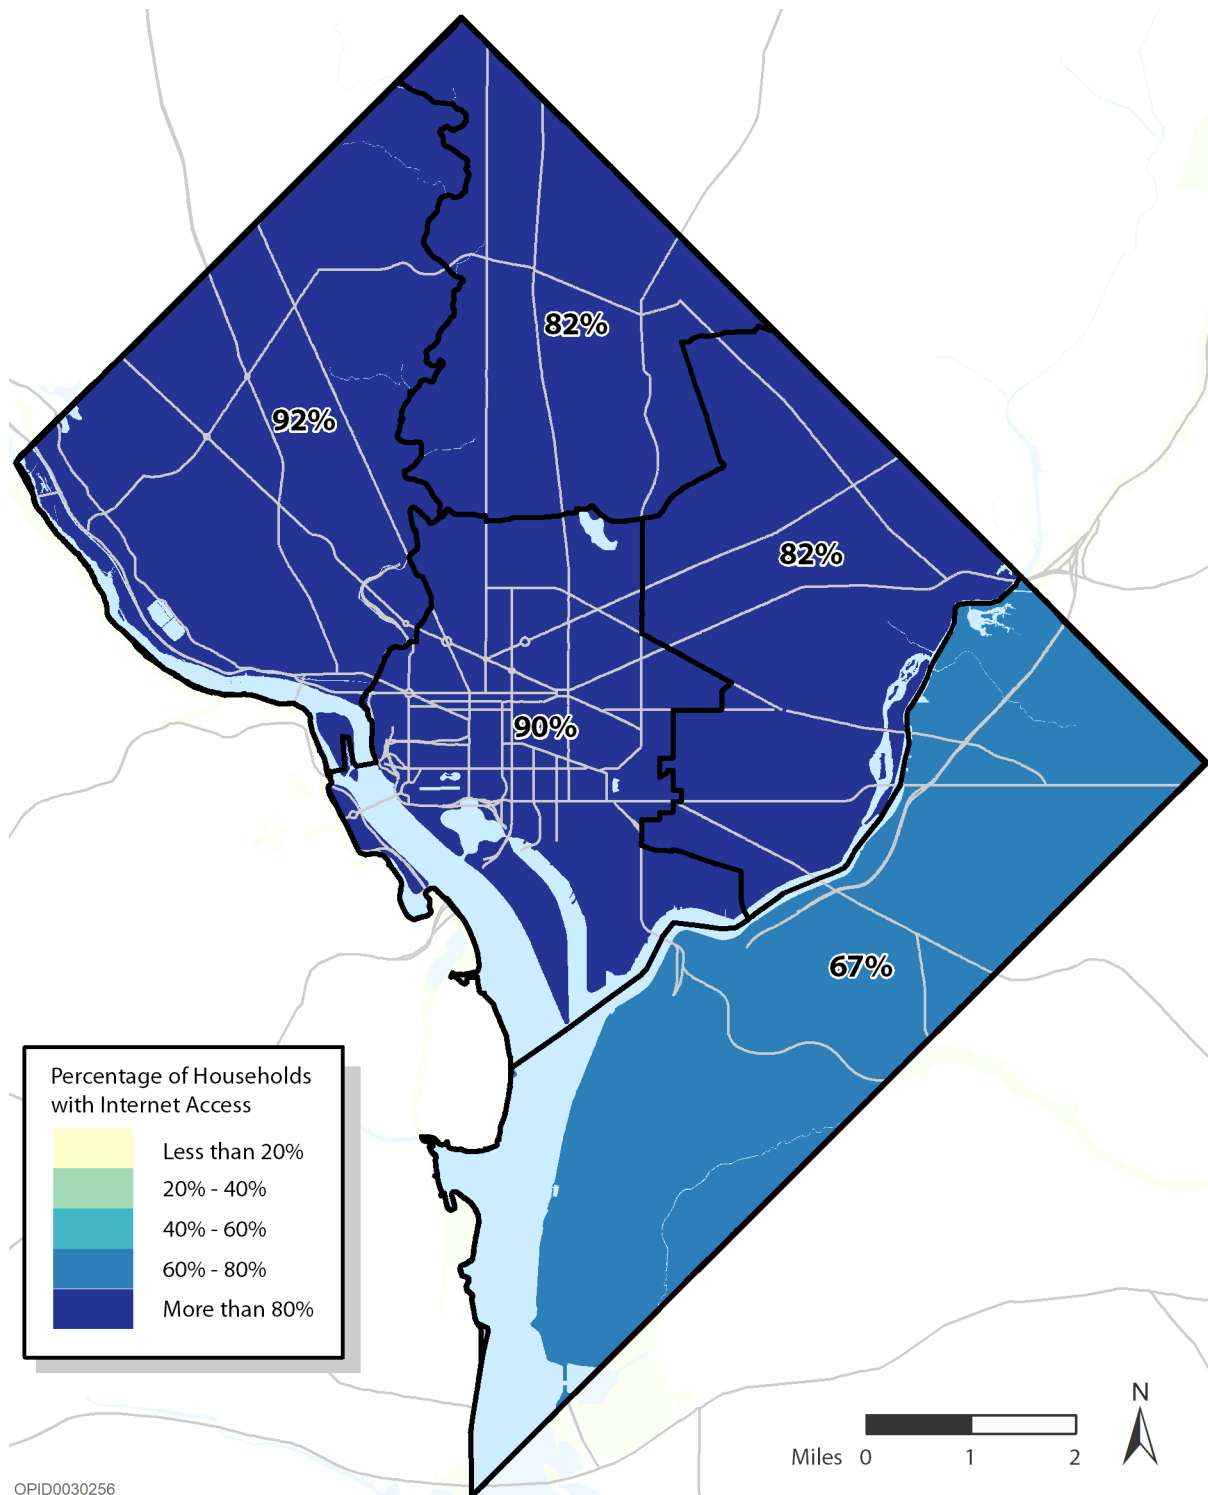 82%
92%
82%
90%
67%
Percentage of Households
with Internet Access
Less than 20%
20% - 40%
40% - 60%
60% - 80%
More than 80%
N
Miles 0 1 2
OPID0030256